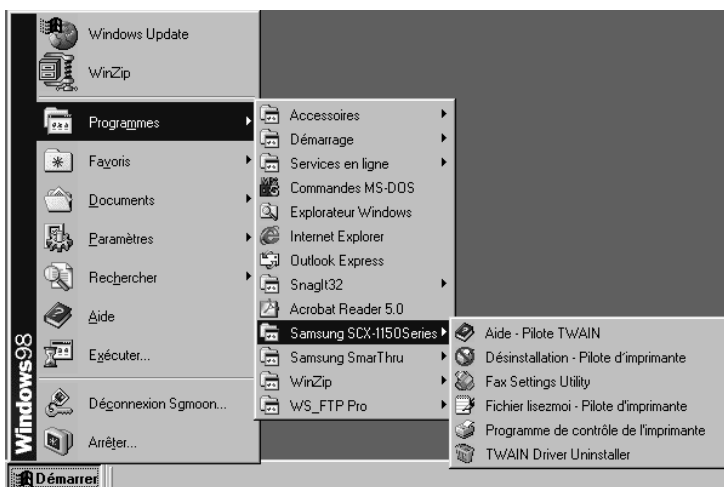 Windows Update
WinZip
Programmes
Favoris
Documents
Paramètres
Rechercher
Aide
Exécuter...
Déconnexion Sgmoon...
Arrêter...
Windows98
Démarrer
Accessoires
Démarrage
Services en ligne
Commandes MS-DOS
Explorateur Windows
Internet Explorer
Outlook Express
SnagIt32
Acrobat Reader 5.0
Samsung SCX-1150Series
Samsung SmarThru
WinZip
WS_FTP Pro
Aide - Pilote TWAIN
Désinstallation - Pilote d'imprimante
Fax Settings Utility
Fichier lisezmoi - Pilote d'imprimante
Programme de contrôle de l'imprimante
TWAIN Driver Uninstaller